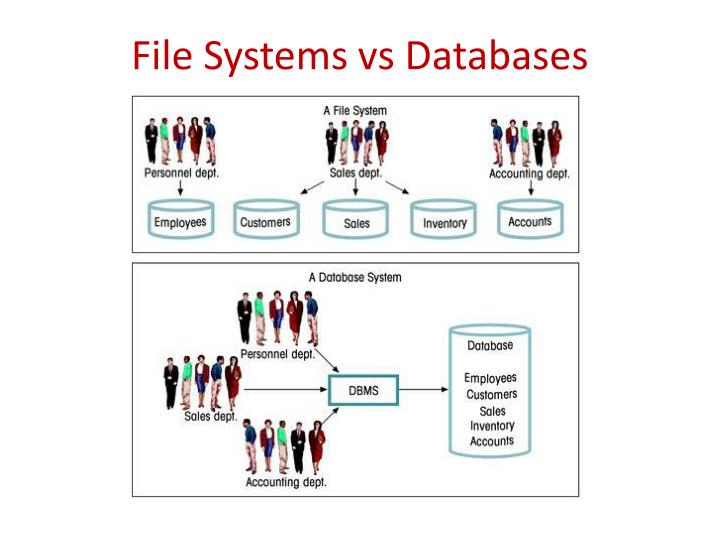 File Systems vs Databases
A File System
Personnel dept.
Sales dept.
Accounting dept.
Employees
Customers
Sales
Inventory
Accounts
A Database System
Personnel dept.
Sales dept.
Accounting dept.
DBMS
Database
Employees
Customers
Sales
Inventory
Accounts